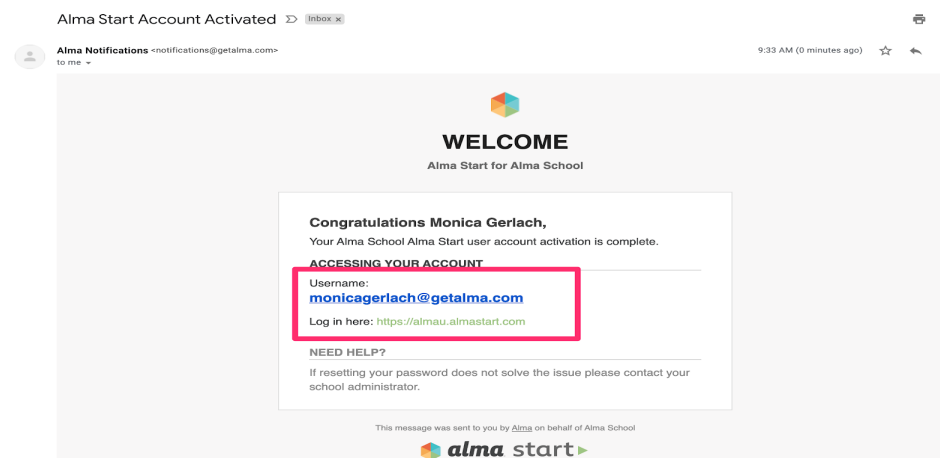 Alma Start Account Activated Inbox x
Alma Notifications <notifications@getalma.com> 9:33 AM (0 minutes ago)
to me
WELCOME
Alma Start for Alma School
Congratulations Monica Gerlach,
Your Alma School Alma Start user account activation is complete.
ACCESSING YOUR ACCOUNT
Username:
monicagerlach@getalma.com
Log in here: https://almau.almastart.com
NEED HELP?
If resetting your password does not solve the issue please contact your
school administrator.
This message was sent to you by Alma on behalf of Alma School
alma start